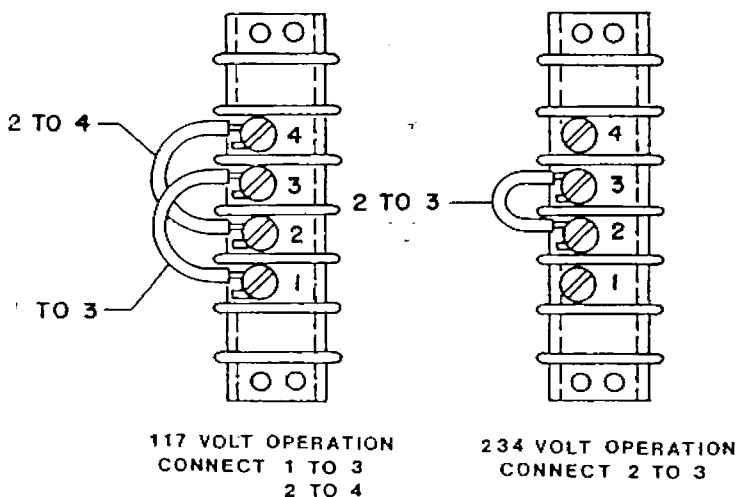 2 TO 4
4
3
2
1
TO 3
117 VOLT OPERATION
CONNECT 1 TO 3
2 TO 4
2 TO 3
4
3
2
1
234 VOLT OPERATION
CONNECT 2 TO 3